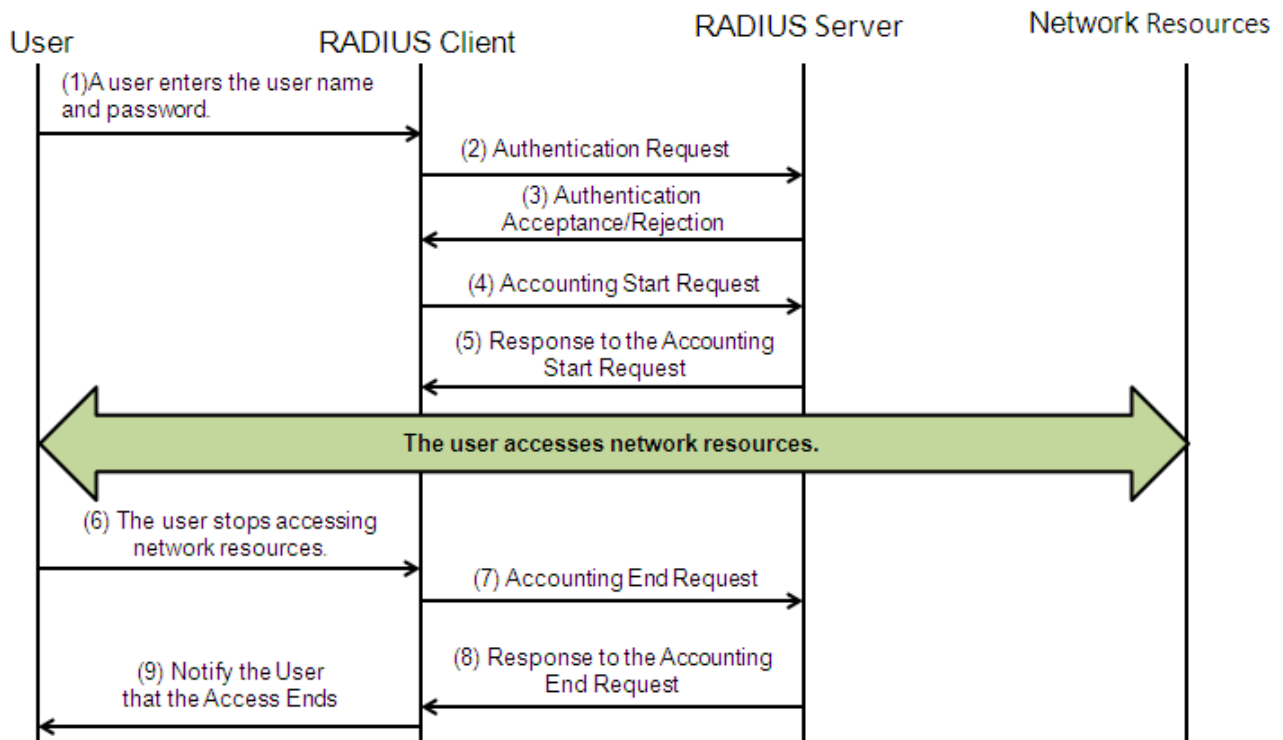 User
RADIUS Client
RADIUS Server
Network Resources
(1)A user enters the user name
and password.
(2) Authentication Request
(3) Authentication
Acceptance/Rejection
(4) Accounting Start Request
(5) Response to the Accounting
Start Request
The user accesses network resources.
(6) The user stops accessing
network resources.
(7) Accounting End Request
(8) Response to the Accounting
End Request
(9) Notify the User
that the Access Ends